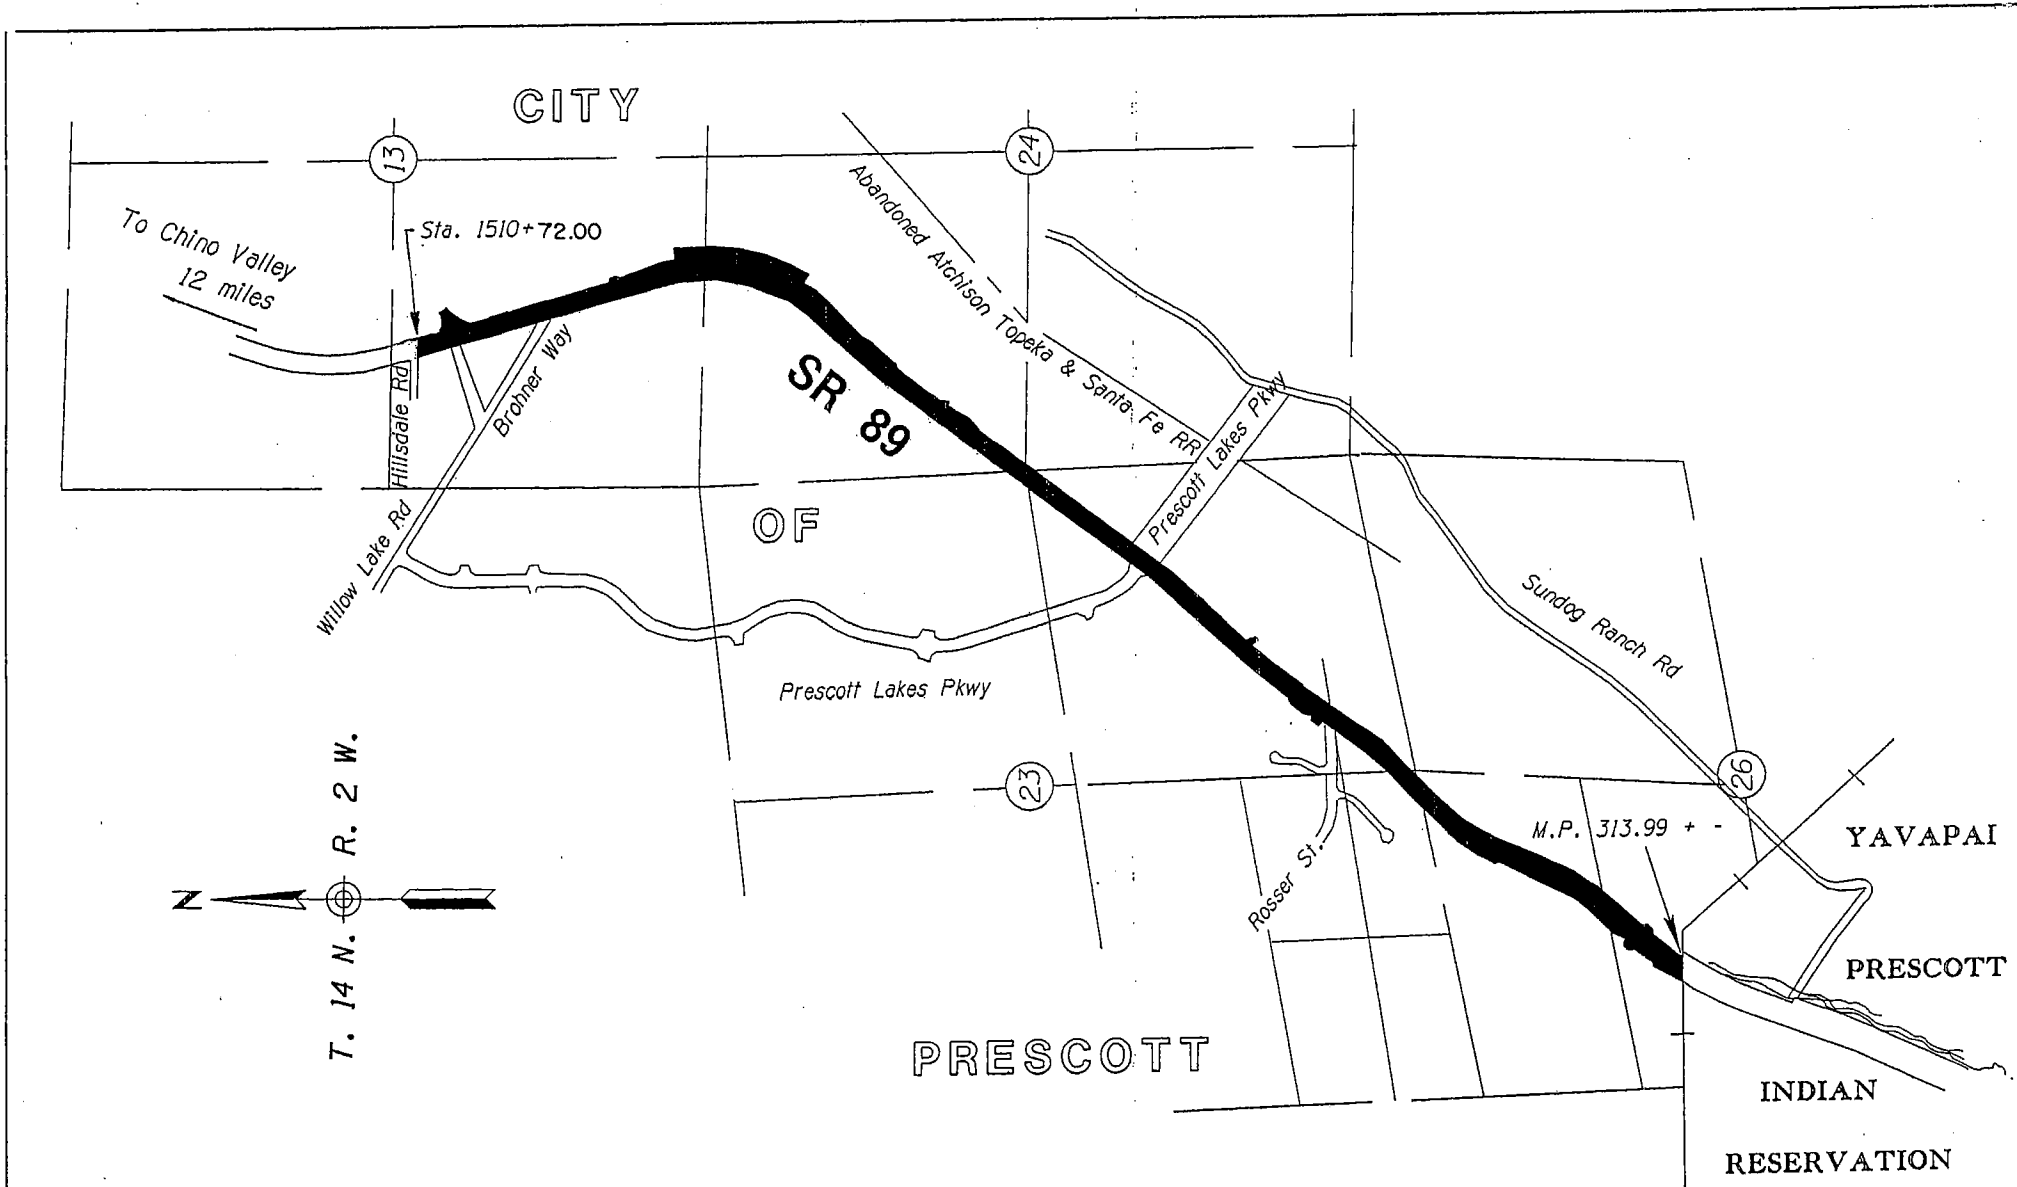 CITY
13
24
To Chino Valley
12 miles
Sta. 1510+72.00
Abandoned Atchison Topeka & Santa Fe RR
Hillsdale Rd
Brohner Way
SR 89
Prescott Lakes Pkwy
Willow Lake Rd
OF
Sundog Ranch Rd
Prescott Lakes Pkwy
23
26
M.P. 313.99 + -
YAVAPAI
Rosser St.
T. 14 N. R. 2 W.
N
PRESCOTT
PRESCOTT
INDIAN
RESERVATION